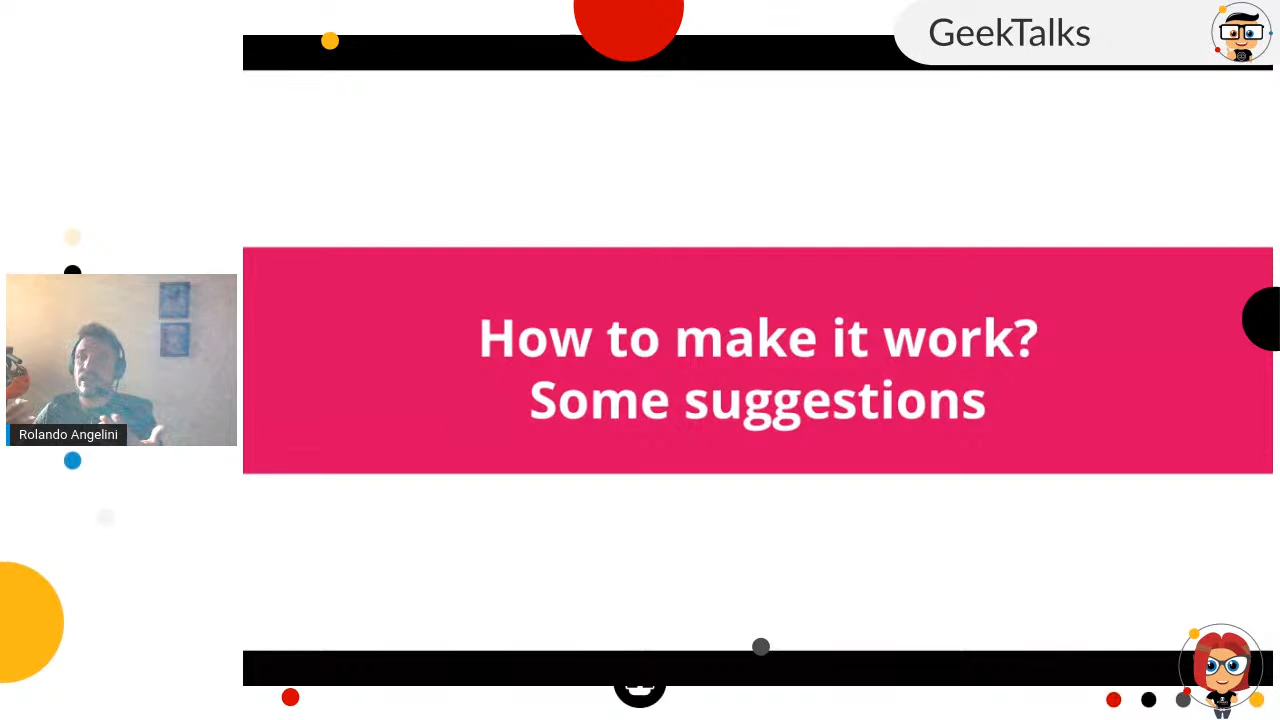 GeekTalks
How to make it work?
Some suggestions
Rolando Angelini